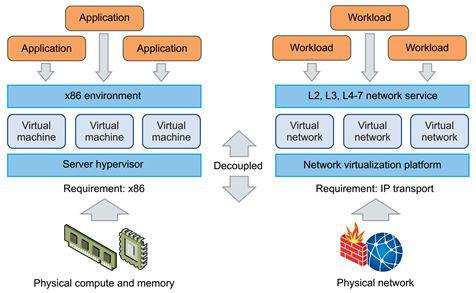 Application
Application
Application
x86 environment
Virtual
machine
Virtual
machine
Virtual
machine
Server hypervisor
Requirement: x86
Physical compute and memory
Decoupled
Workload
Workload
Workload
L2, L3, L4-7 network service
Virtual
network
Virtual
network
Virtual
network
Network virtualization platform
Requirement: IP transport
Physical network